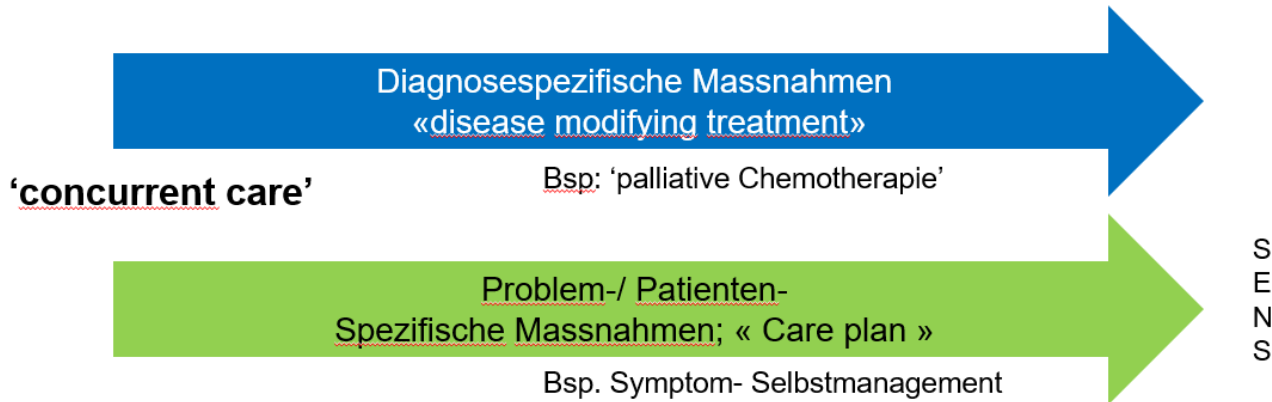 Diagnosespezifische Massnahmen
«disease modifying treatment»
Bsp: ‘palliative Chemotherapie’
‘concurrent care’
Problem-/ Patienten-
Spezifische Massnahmen; « Care plan »
Bsp. Symptom- Selbstmanagement
S
E
N
S